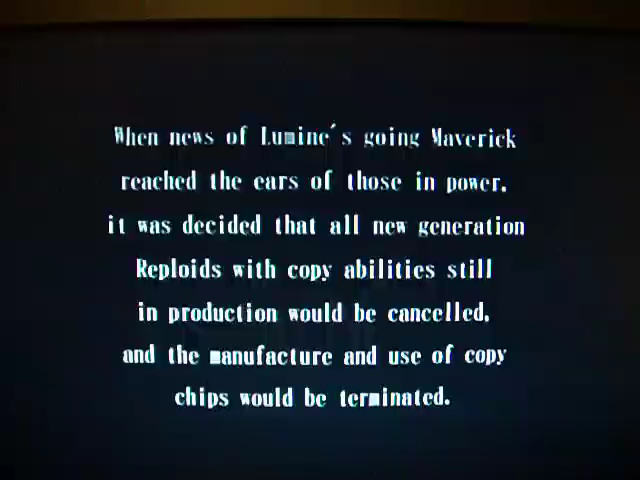 When news of Lumine's going Maverick
reached the ears of those in power,
it was decided that all new generation
Reploids with copy abilities still
in production would be cancelled,
and the manufacture and use of copy
chips would be terminated.